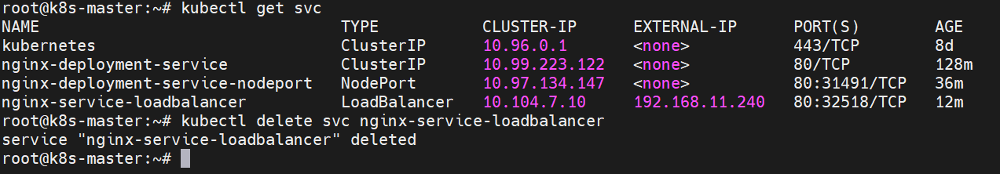 root@k8s-master:~# kubectl get svc
NAME                                TYPE           CLUSTER-IP      EXTERNAL-IP      PORT(S)        AGE
kubernetes                          ClusterIP      10.96.0.1       <none>           443/TCP        8d
nginx-deployment-service            ClusterIP      10.99.223.122   <none>           80/TCP         128m
nginx-deployment-service-nodeport   NodePort       10.97.134.147   <none>           80:31491/TCP   36m
nginx-service-loadbalancer          LoadBalancer   10.104.7.10     192.168.11.240   80:32518/TCP   12m
root@k8s-master:~# kubectl delete svc nginx-service-loadbalancer
service "nginx-service-loadbalancer" deleted
root@k8s-master:~#